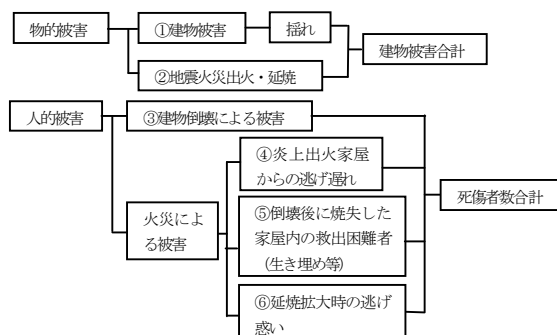 物的被害
①建物被害
揺れ
②地震火災出火・延焼
建物被害合計
人的被害
③建物倒壊による被害
火災によ
る被害
④炎上出火家屋
からの逃げ遅れ
⑤倒壊後に焼失した
家屋内の救出困難者
（生き埋め等）
⑥延焼拡大時の逃げ
惑い
死傷者数合計